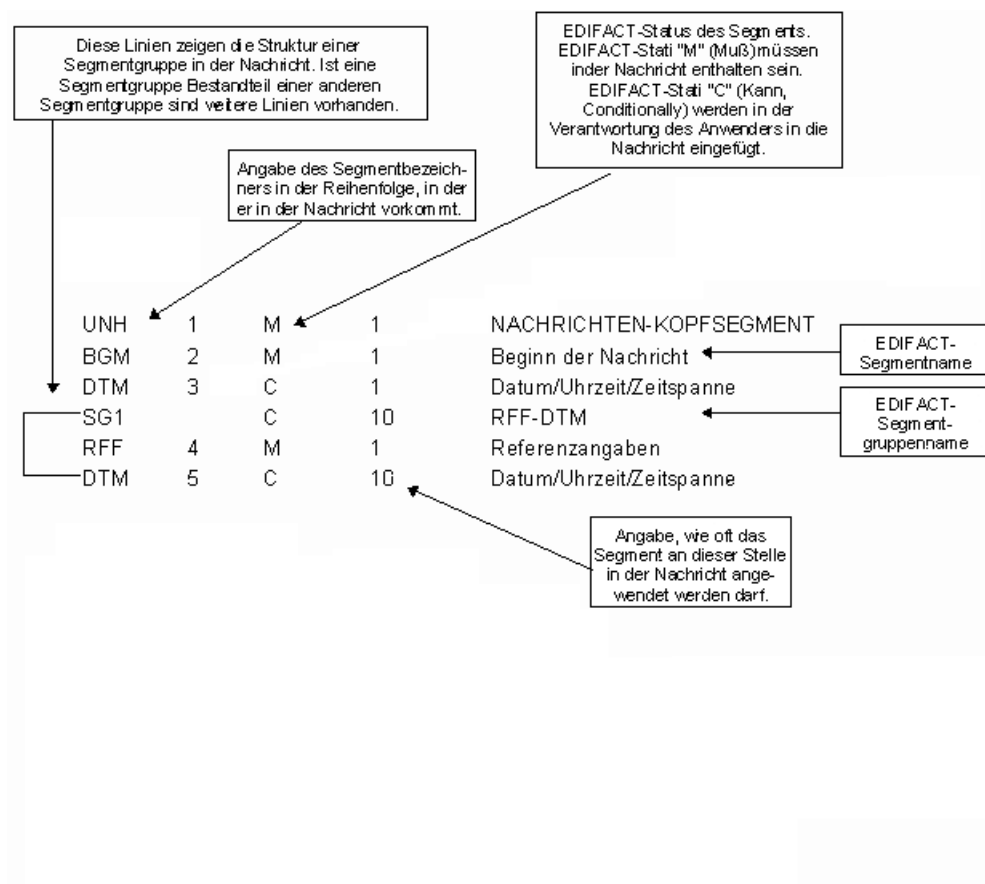 Diese Linien zeigen die Struktur einer
Segmentgruppe in der Nachricht. Ist eine
Segmentgruppe Bestandteil einer anderen
Segmentgruppe sind weitere Linien vorhanden.
EDIFACT-Status des Segments.
EDIFACT-Stati "M" (Muß) müssen
inder Nachricht enthalten sein.
EDIFACT-Stati "C" (Kann,
Conditionally) werden in der
Verantwortung des Anwenders in die
Nachricht eingefügt.
Angabe des Segmentbezeich-
ners in der Reihenfolge, in der
er in der Nachricht vorkommt.
UNH 1 M 1 NACHRICHTEN-KOPFSEGMENT
BGM 2 M 1 Beginn der Nachricht
DTM 3 C 1 Datum/Uhrzeit/Zeitspanne
SG1 C 10 RFF-DTM
RFF 4 M 1 Referenzangaben
DTM 5 C 10 Datum/Uhrzeit/Zeitspanne
EDIFACT-
Segmentname
EDIFACT-
Segment-
gruppenname
Angabe, wie oft das
Segment an dieser Stelle
in der Nachricht ange-
wendet werden darf.